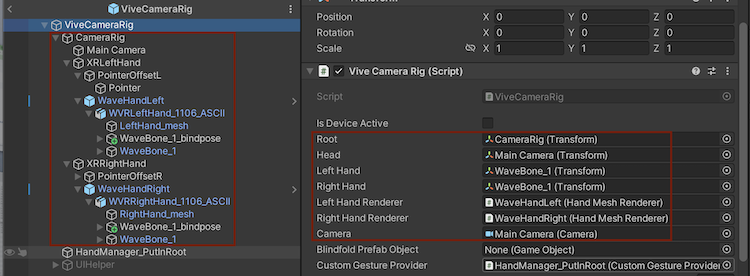 ViveCameraRig
ViveCameraRig
CameraRig
Main Camera
XRLeftHand
PointerOffsetL
Pointer
WaveHandLeft
WVRLeftHand_1106_ASCII
LeftHand_mesh
WaveBone_1_bindpose
WaveBone_1
XRRightHand
PointerOffsetR
WaveHandRight
WVRRightHand_1106_ASCII
RightHand_mesh
WaveBone_1_bindpose
WaveBone_1
HandManager_PutInRoot
UIHelper
Transform
Position X 0 Y 0 Z 0
Rotation X 0 Y 0 Z 0
Scale X 1 Y 1 Z 1
Vive Camera Rig (Script)
Script ViveCameraRig
Is Device Active
Root CameraRig (Transform)
Head Main Camera (Transform)
Left Hand WaveBone_1 (Transform)
Right Hand WaveBone_1 (Transform)
Left Hand Renderer WaveHandLeft (Hand Mesh Renderer)
Right Hand Renderer WaveHandRight (Hand Mesh Renderer)
Camera Main Camera (Camera)
Blindfold Prefab Object None (Game Object)
Custom Gesture Provider HandManager_PutInRoot (Custom Gesture Provider